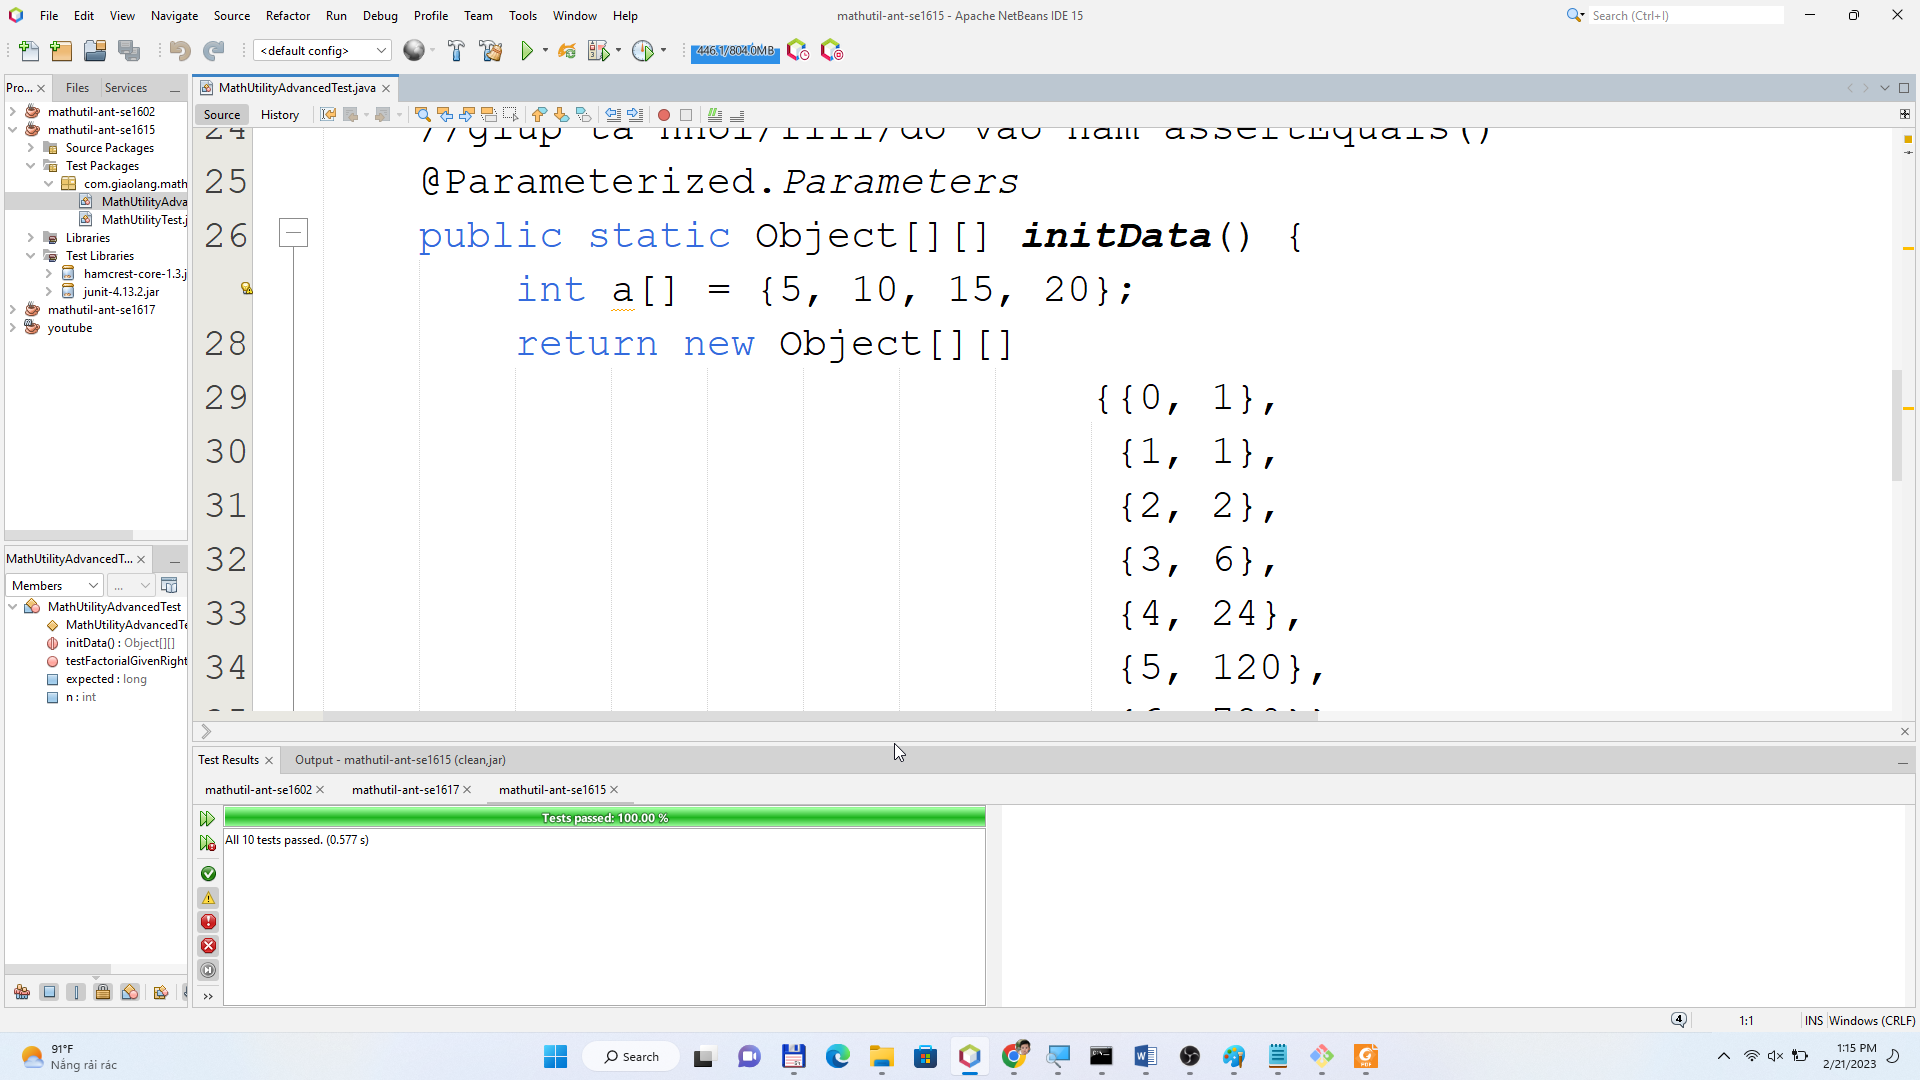 File Edit View Navigate Source Refactor Run Debug Profile Team Tools Window Help
mathutil-ant-se1615 - Apache NetBeans IDE 15
Search (Ctrl+I)
<default config>
446.1/804.0MB
Pro... Files Services
mathutil-ant-se1602
mathutil-ant-se1615
Source Packages
Test Packages
com.giaolang.math
MathUtilityAdva
MathUtilityTest.j
Libraries
Test Libraries
hamcrest-core-1.3.j
junit-4.13.2.jar
mathutil-ant-se1617
youtube
MathUtilityAdvancedT...
Members ...
MathUtilityAdvancedTest
MathUtilityAdvancedTe
initData() : Object[][]
testFactorialGivenRight
expected : long
n : int
MathUtilityAdvancedTest.java
Source History
24 assertEquals()
25 @Parameterized.Parameters
26 public static Object[][] initData() {
int a[] = {5, 10, 15, 20};
28 return new Object[][]
29 {{0, 1},
30 {1, 1},
31 {2, 2},
32 {3, 6},
33 {4, 24},
34 {5, 120},
Test Results Output - mathutil-ant-se1615 (clean,jar)
mathutil-ant-se1602 mathutil-ant-se1617 mathutil-ant-se1615
Tests passed: 100.00 %
All 10 tests passed. (0.577 s)
4 1:1 INS Windows (CRLF)
91°F
Nắng rải rác
Search
1:15 PM
2/21/2023